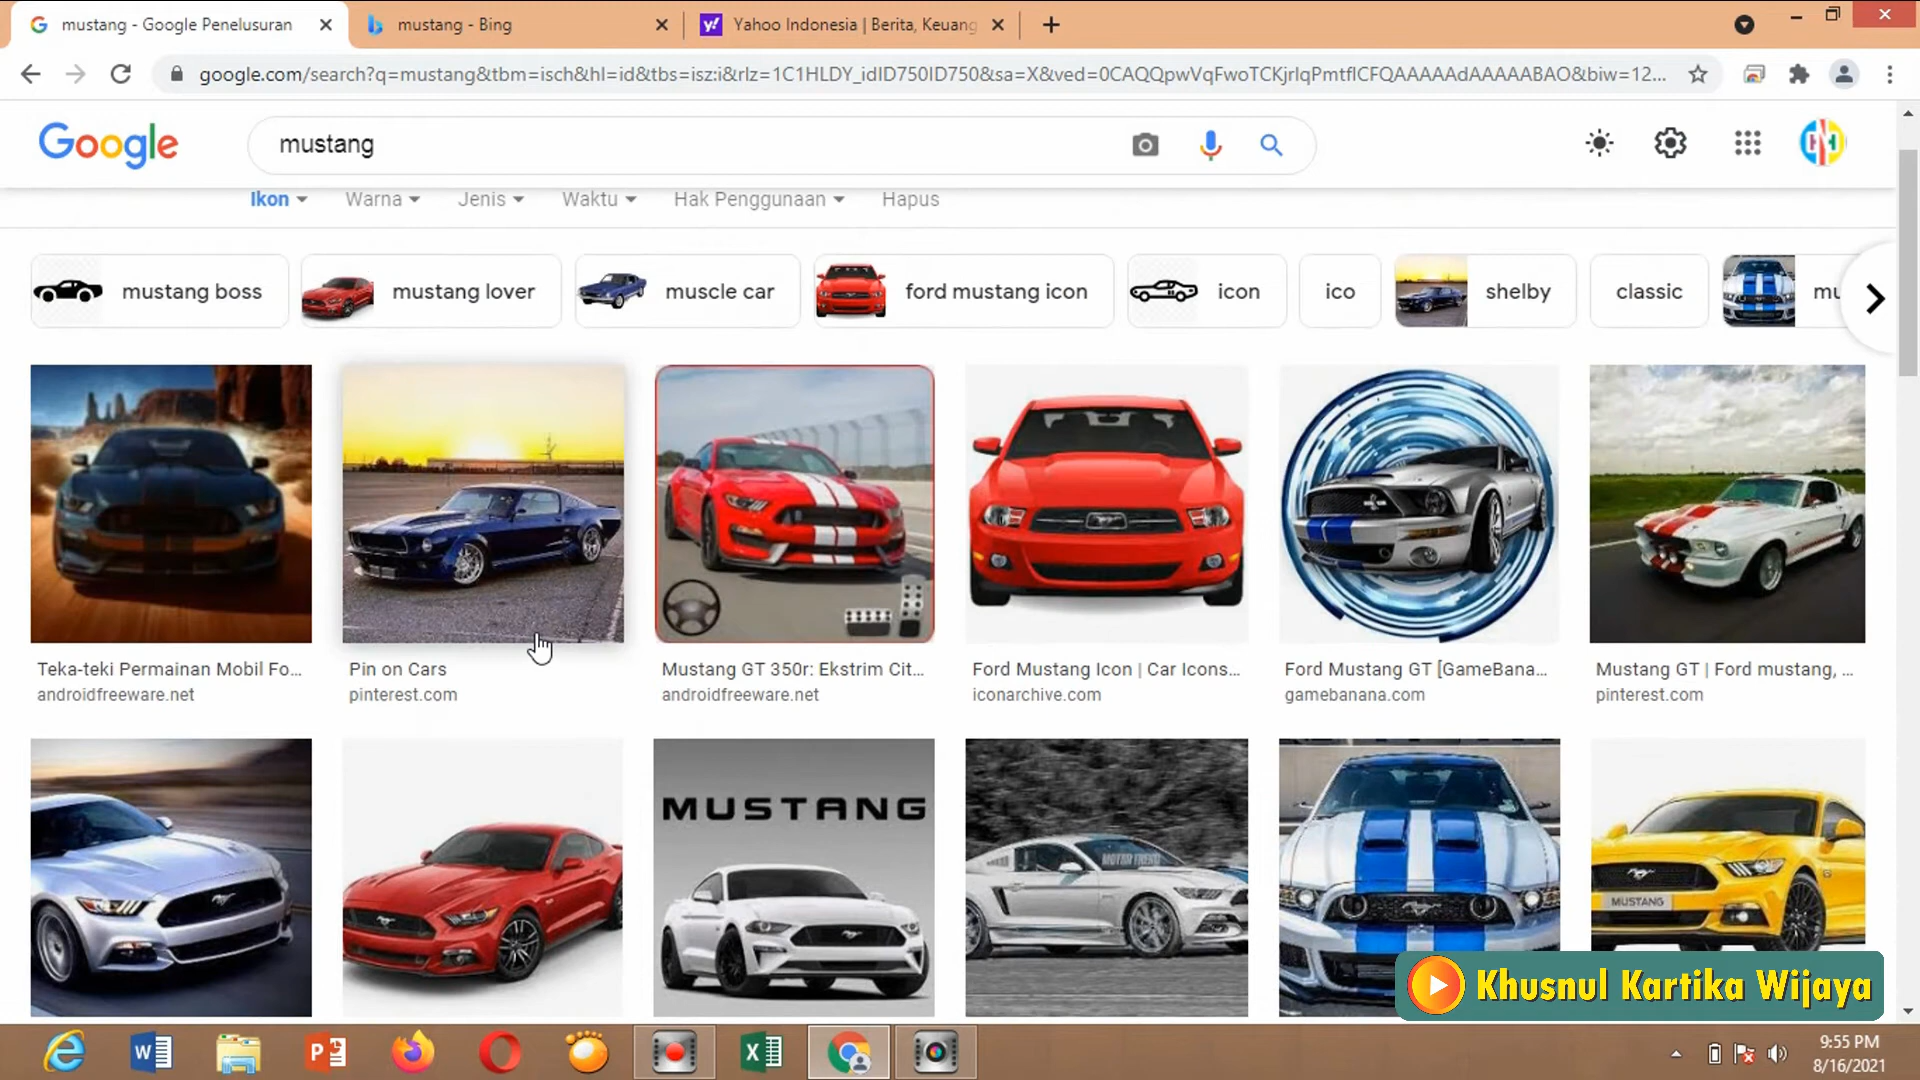 mustang - Google Penelusuran
mustang - Bing
Yahoo Indonesia | Berita, Keuang
google.com/search?q=mustang&tbm=isch&hl=id&tbs=isz:i&rlz=1C1HLDY_idID750ID750&sa=X&ved=0CAQQpwVqFwoTCKjrlqPmtfICFQAAAAAdAAAAABAO&biw=12...
Google
mustang
Ikon
Warna
Jenis
Waktu
Hak Penggunaan
Hapus
mustang boss
mustang lover
muscle car
ford mustang icon
icon
ico
shelby
classic
mu
Teka-teki Permainan Mobil Fo...
androidfreeware.net
Pin on Cars
pinterest.com
Mustang GT 350r: Ekstrim Cit...
androidfreeware.net
Ford Mustang Icon | Car Icons...
iconarchive.com
Ford Mustang GT [GameBana...
gamebanana.com
Mustang GT | Ford mustang, ...
pinterest.com
MUSTANG
MOTOR TREND
MUSTANG
Khusnul Kartika Wijaya
9:55 PM
8/16/2021